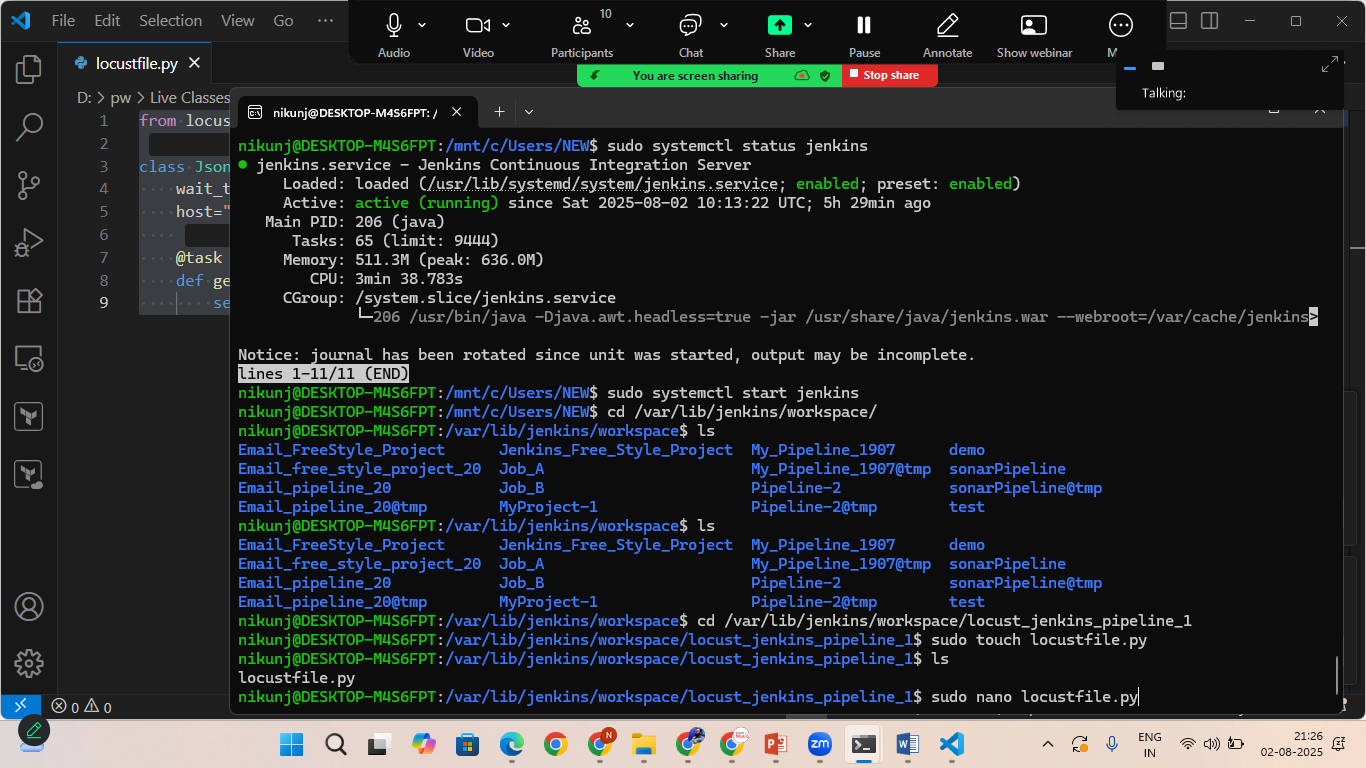 File Edit Selection View Go ···
10
Audio Video Participants Chat Share Pause Annotate Show webinar
You are screen sharing Stop share
Talking:
locustfile.py
D: > pw > Live Classes
1 from locus
2
3 class Json
4 wait_t
5 host="
6
7 @task
8 def ge
9 se
nikunj@DESKTOP-M4S6FPT: /
nikunj@DESKTOP-M4S6FPT:/mnt/c/Users/NEW$ sudo systemctl status jenkins
● jenkins.service - Jenkins Continuous Integration Server
Loaded: loaded (/usr/lib/systemd/system/jenkins.service; enabled; preset: enabled)
Active: active (running) since Sat 2025-08-02 10:13:22 UTC; 5h 29min ago
Main PID: 206 (java)
Tasks: 65 (limit: 9444)
Memory: 511.3M (peak: 636.0M)
CPU: 3min 38.783s
CGroup: /system.slice/jenkins.service
└─206 /usr/bin/java -Djava.awt.headless=true -jar /usr/share/java/jenkins.war --webroot=/var/cache/jenkins>
Notice: journal has been rotated since unit was started, output may be incomplete.
lines 1-11/11 (END)
nikunj@DESKTOP-M4S6FPT:/mnt/c/Users/NEW$ sudo systemctl start jenkins
nikunj@DESKTOP-M4S6FPT:/mnt/c/Users/NEW$ cd /var/lib/jenkins/workspace/
nikunj@DESKTOP-M4S6FPT:/var/lib/jenkins/workspace$ ls
Email_FreeStyle_Project Jenkins_Free_Style_Project My_Pipeline_1907 demo
Email_free_style_project_20 Job_A My_Pipeline_1907@tmp sonarPipeline
Email_pipeline_20 Job_B Pipeline-2 sonarPipeline@tmp
Email_pipeline_20@tmp MyProject-1 Pipeline-2@tmp test
nikunj@DESKTOP-M4S6FPT:/var/lib/jenkins/workspace$ ls
Email_FreeStyle_Project Jenkins_Free_Style_Project My_Pipeline_1907 demo
Email_free_style_project_20 Job_A My_Pipeline_1907@tmp sonarPipeline
Email_pipeline_20 Job_B Pipeline-2 sonarPipeline@tmp
Email_pipeline_20@tmp MyProject-1 Pipeline-2@tmp test
nikunj@DESKTOP-M4S6FPT:/var/lib/jenkins/workspace$ cd /var/lib/jenkins/workspace/locust_jenkins_pipeline_1
nikunj@DESKTOP-M4S6FPT:/var/lib/jenkins/workspace/locust_jenkins_pipeline_1$ sudo touch locustfile.py
nikunj@DESKTOP-M4S6FPT:/var/lib/jenkins/workspace/locust_jenkins_pipeline_1$ ls
locustfile.py
nikunj@DESKTOP-M4S6FPT:/var/lib/jenkins/workspace/locust_jenkins_pipeline_1$ sudo nano locustfile.py
0 0
ENG
IN
21:26
02-08-2025